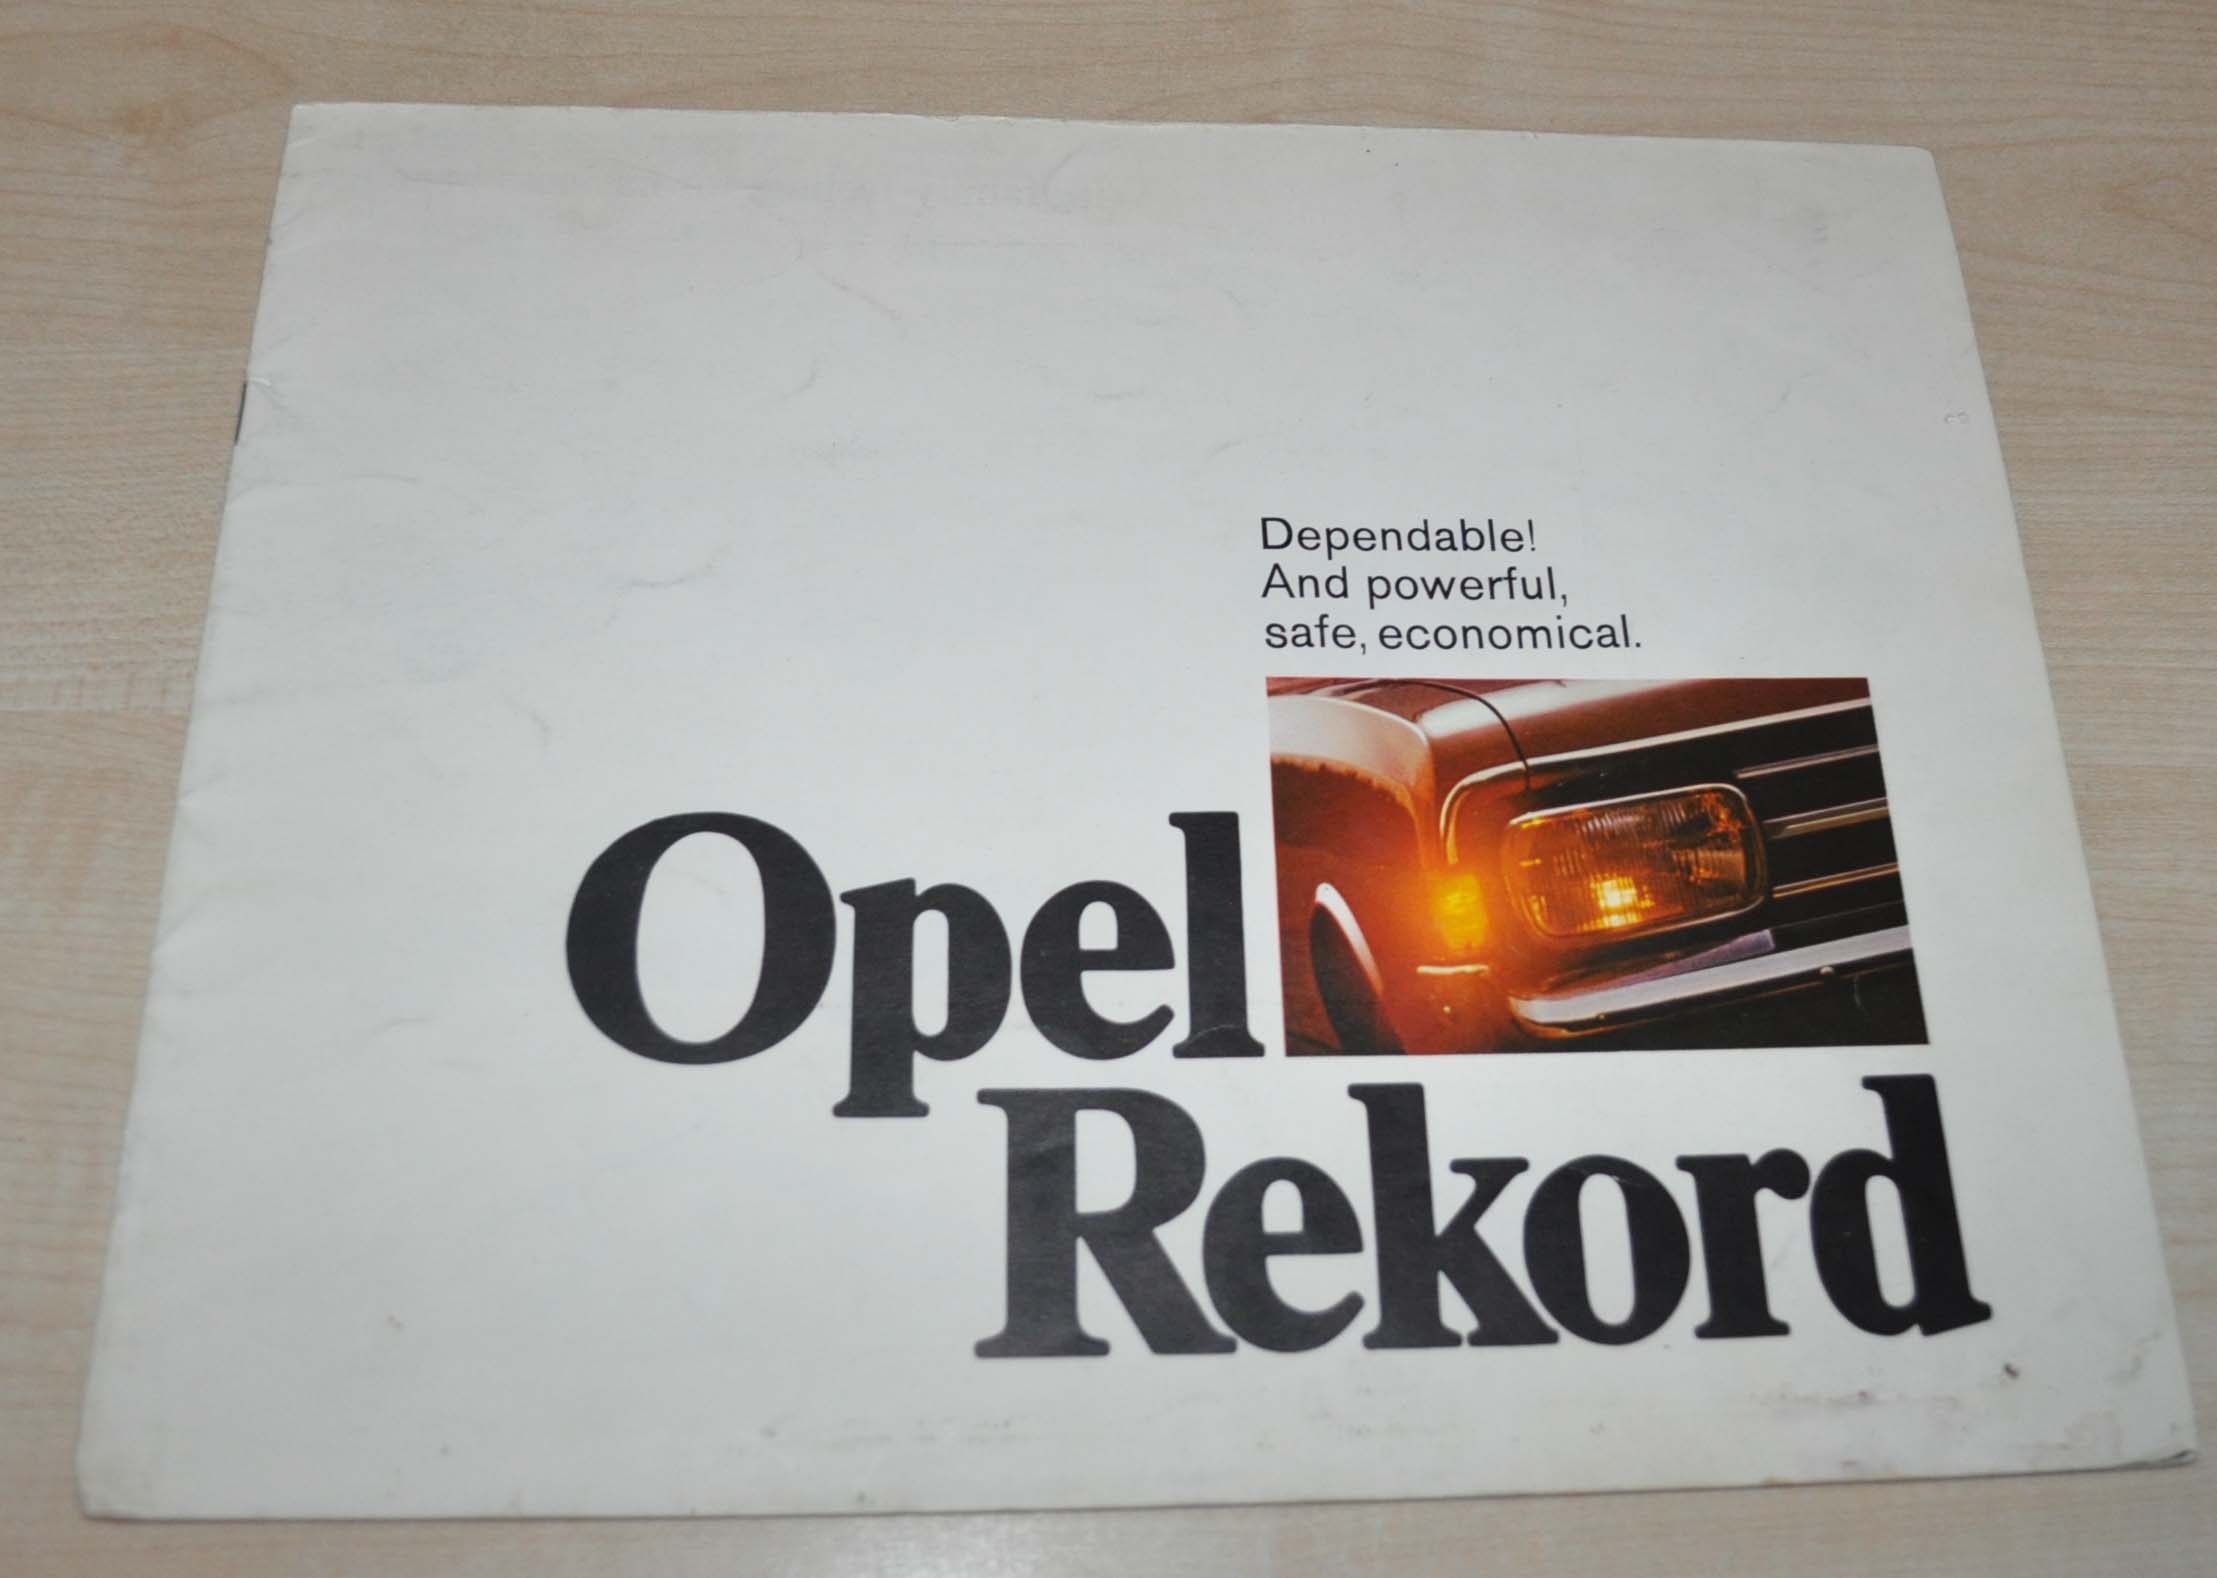 Dependable!
And powerful,
safe, economical.
Opel
Rekord